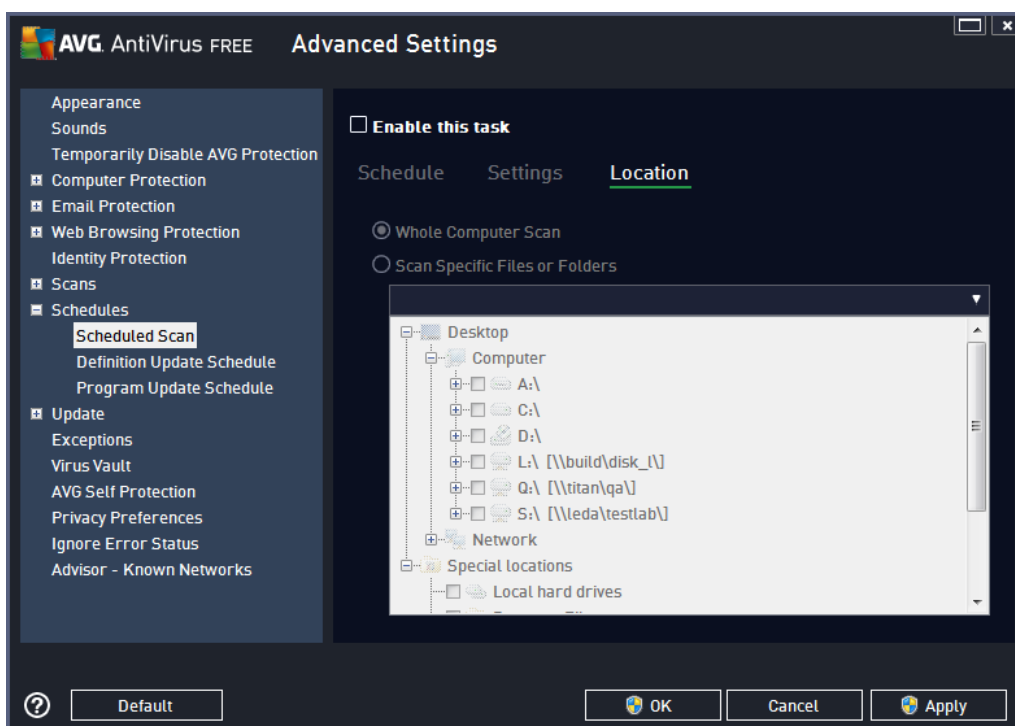 AVG. AntiVirus FREE Advanced Settings
Appearance
Sounds
Temporarily Disable AVG Protection
Computer Protection
Email Protection
Web Browsing Protection
Identity Protection
Scans
Schedules
Scheduled Scan
Definition Update Schedule
Program Update Schedule
Update
Exceptions
Virus Vault
AVG Self Protection
Privacy Preferences
Ignore Error Status
Advisor - Known Networks
Enable this task
Schedule Settings Location
Whole Computer Scan
Scan Specific Files or Folders
Desktop
Computer
A:\
C:\
D:\
L:\ [\\build\disk_l\]
Q:\ [\\titan\qa\]
S:\ [\\leda\testlab\]
Network
Special locations
Local hard drives
Default OK Cancel Apply